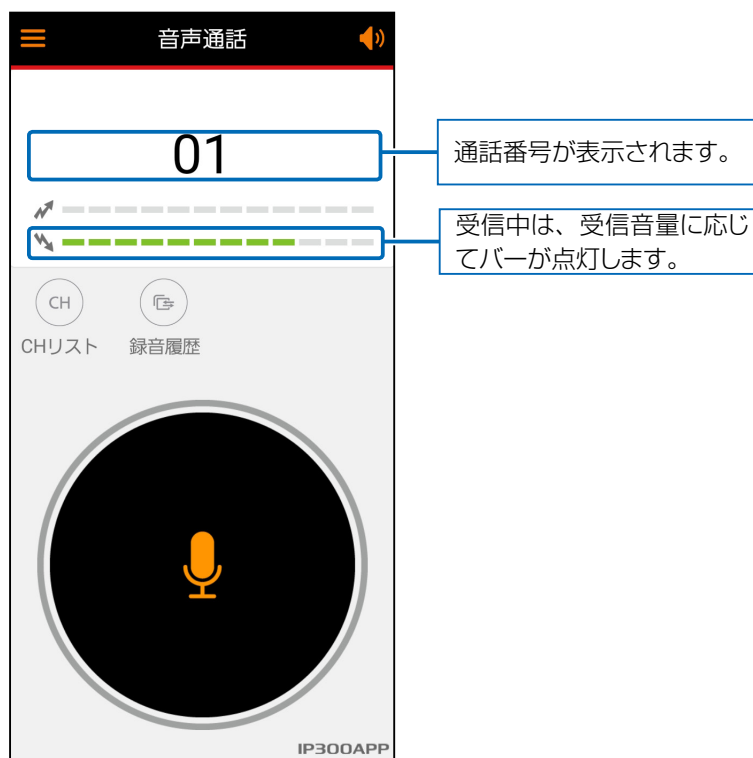 音声通話
01
通話番号が表示されます。
受信中は、受信音量に応じ
てバーが点灯します。
CH
CHリスト
録音履歴
IP300APP